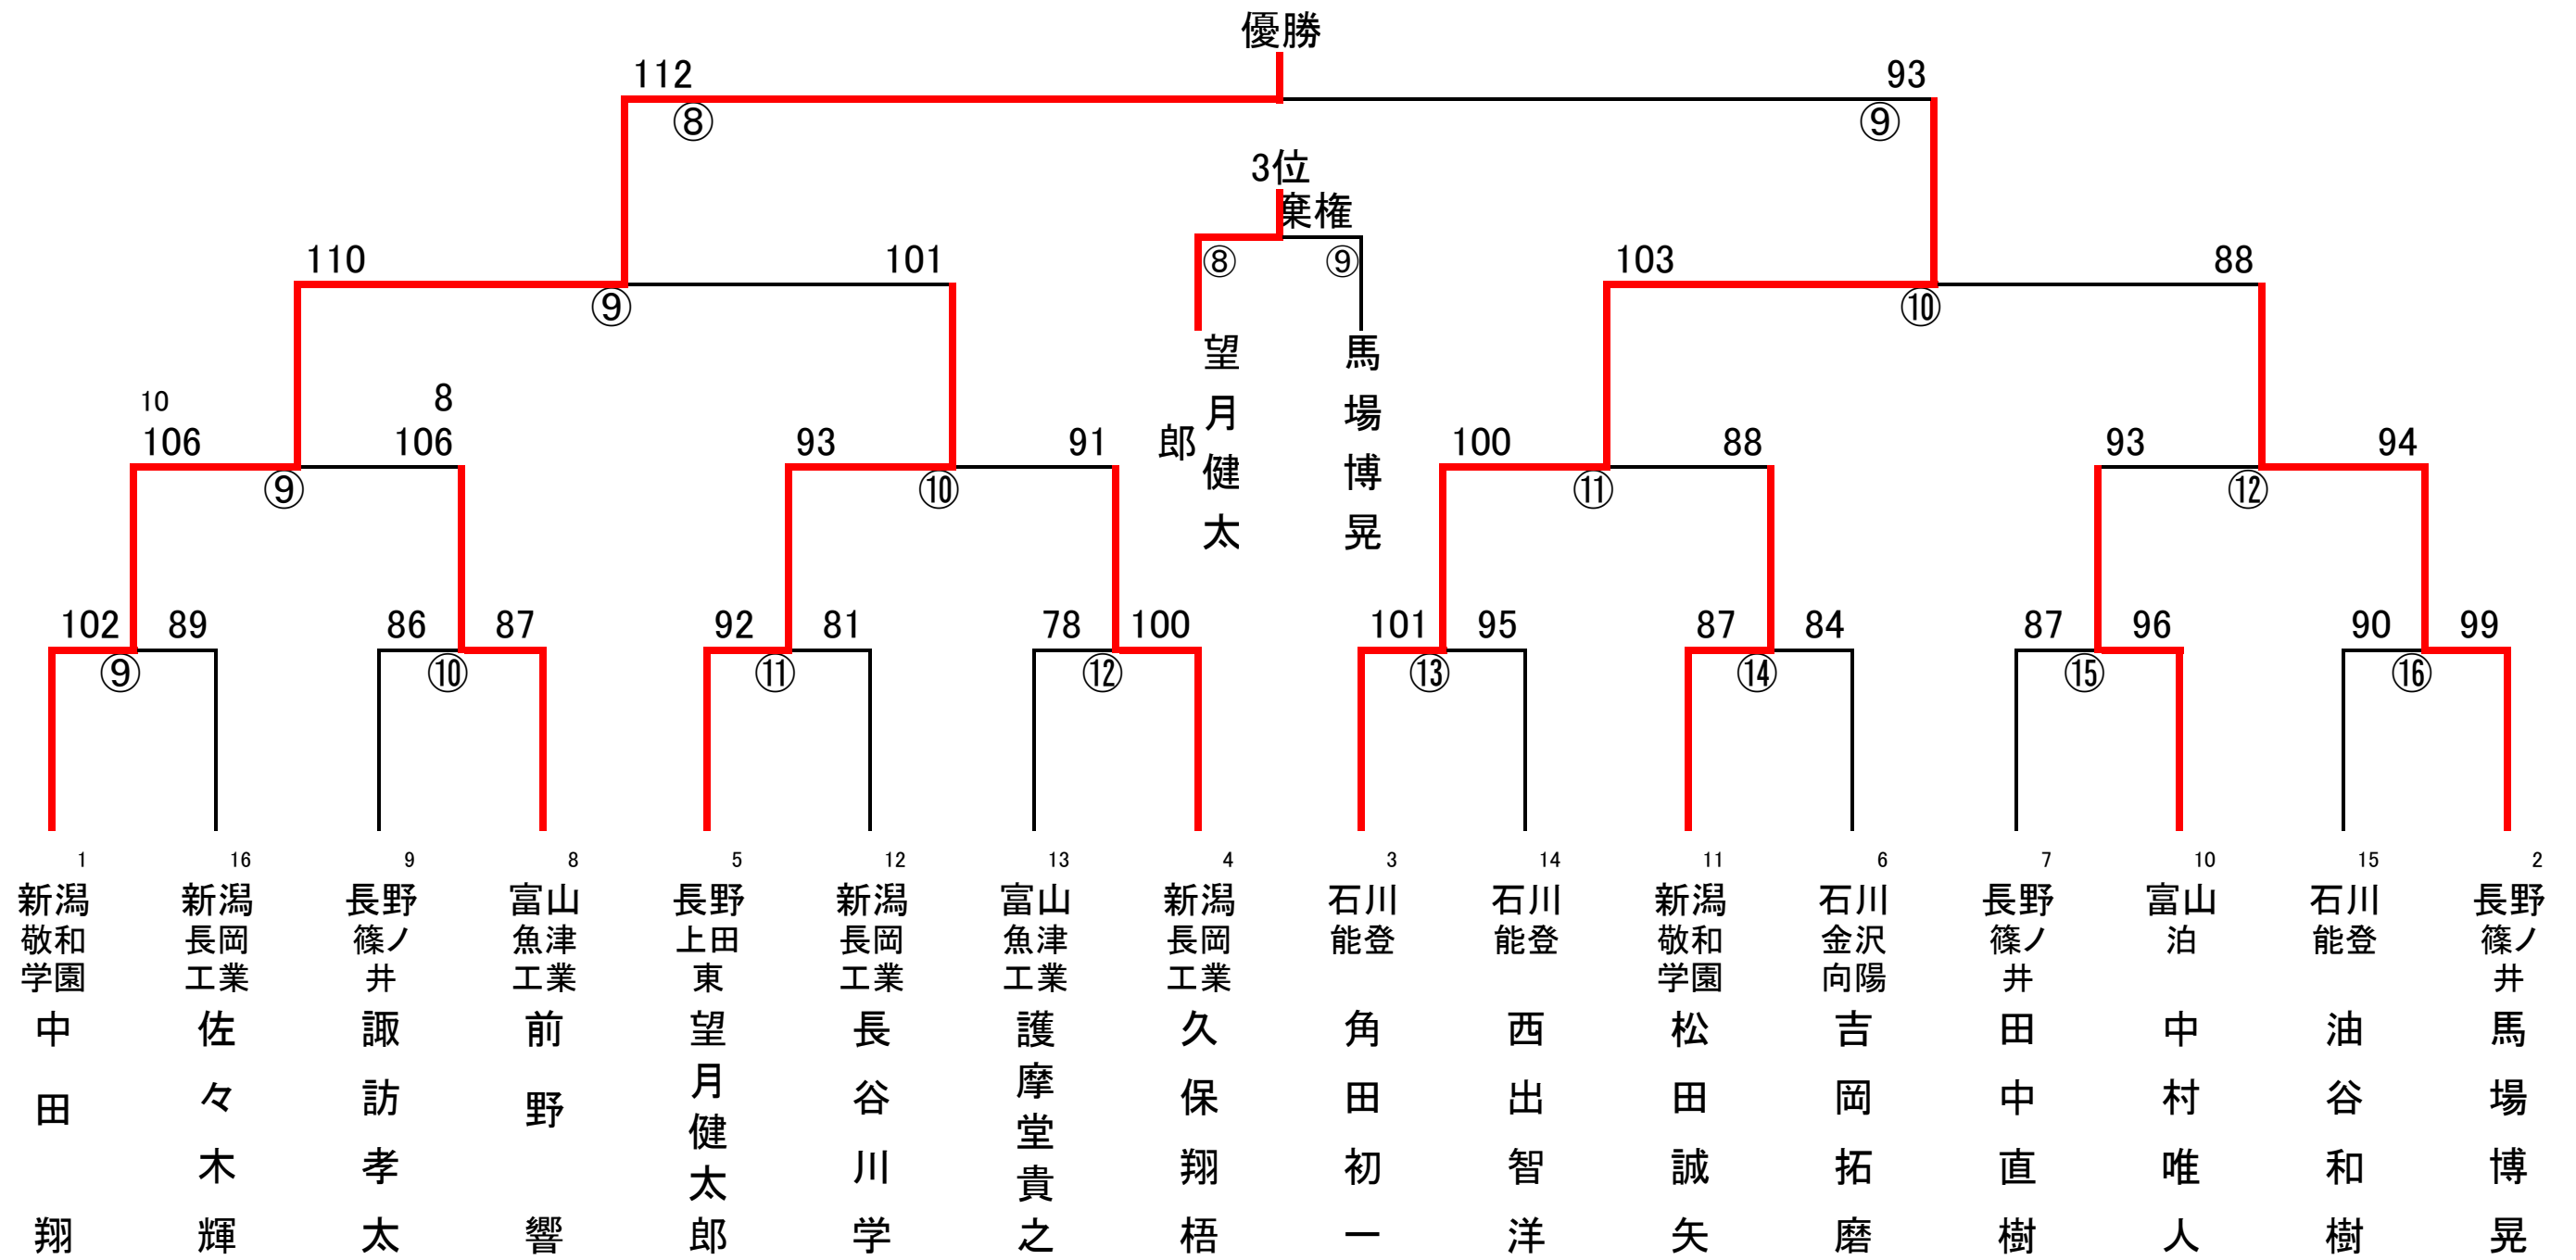 優勝
112
93
⑧
⑨
3位
棄権
⑧
⑨
110
101
103
88
⑨
⑩
望月健太郎
馬場博晃
10
8
106
106
93
91
100
88
93
94
⑨
⑩
⑪
⑫
102
89
86
87
92
81
78
100
101
95
87
84
87
96
90
99
⑨
⑩
⑪
⑫
⑬
⑭
⑮
⑯
1
新潟
敬和
学園
中田翔
16
新潟
長岡
工業
佐々木輝
9
長野
篠ノ
井
諏訪孝太
8
富山
魚津
工業
前野響
5
長野
上田
東
望月健太郎
12
新潟
長岡
工業
長谷川学
13
富山
魚津
工業
護摩堂貴之
4
新潟
長岡
工業
久保翔梧
3
石川
能登
角田初一
14
石川
能登
西出智洋
11
新潟
敬和
学園
松田誠矢
6
石川
金沢
向陽
吉岡拓磨
7
長野
篠ノ
井
田中直樹
10
富山
泊
中村唯人
15
石川
能登
油谷和樹
2
長野
篠ノ
井
馬場博晃